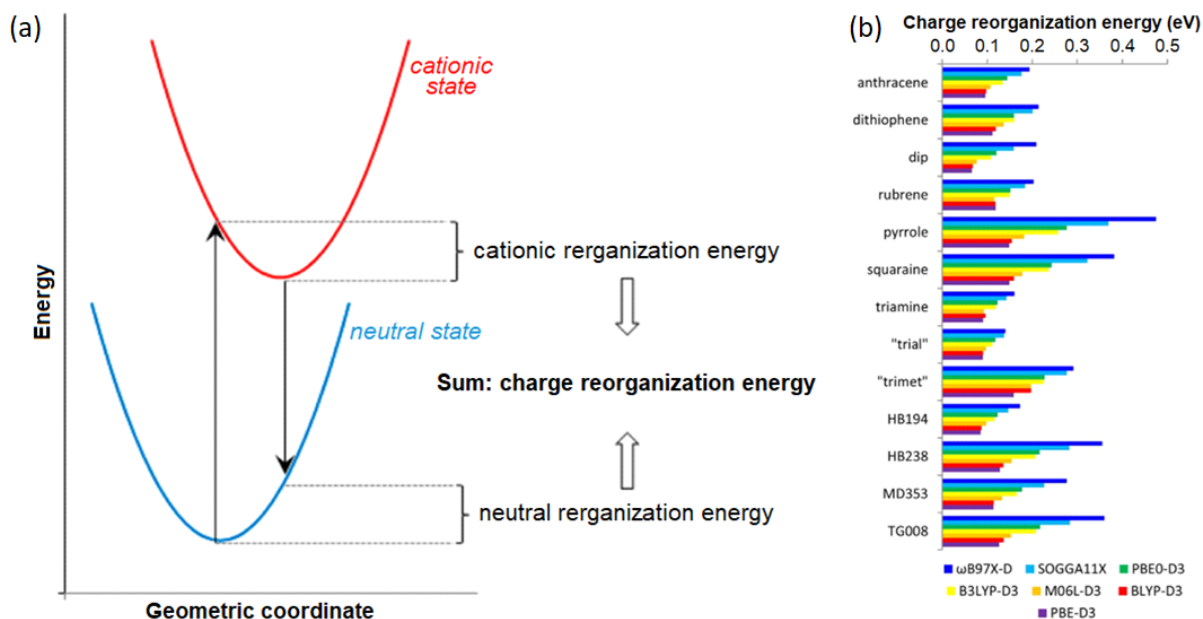 (a)
cationic
state
cationic rerganization energy
neutral state
Sum: charge reorganization energy
neutral rerganization energy
Energy
Geometric coordinate
(b)
Charge reorganization energy (eV)
0.0 0.1 0.2 0.3 0.4 0.5
anthracene
dithiophene
dip
rubrene
pyrrole
squaraine
triamine
"trial"
"trimet"
HB194
HB238
MD353
TG008
ωB97X-D SOGGA11X PBE0-D3
B3LYP-D3 M06L-D3 BLYP-D3
PBE-D3